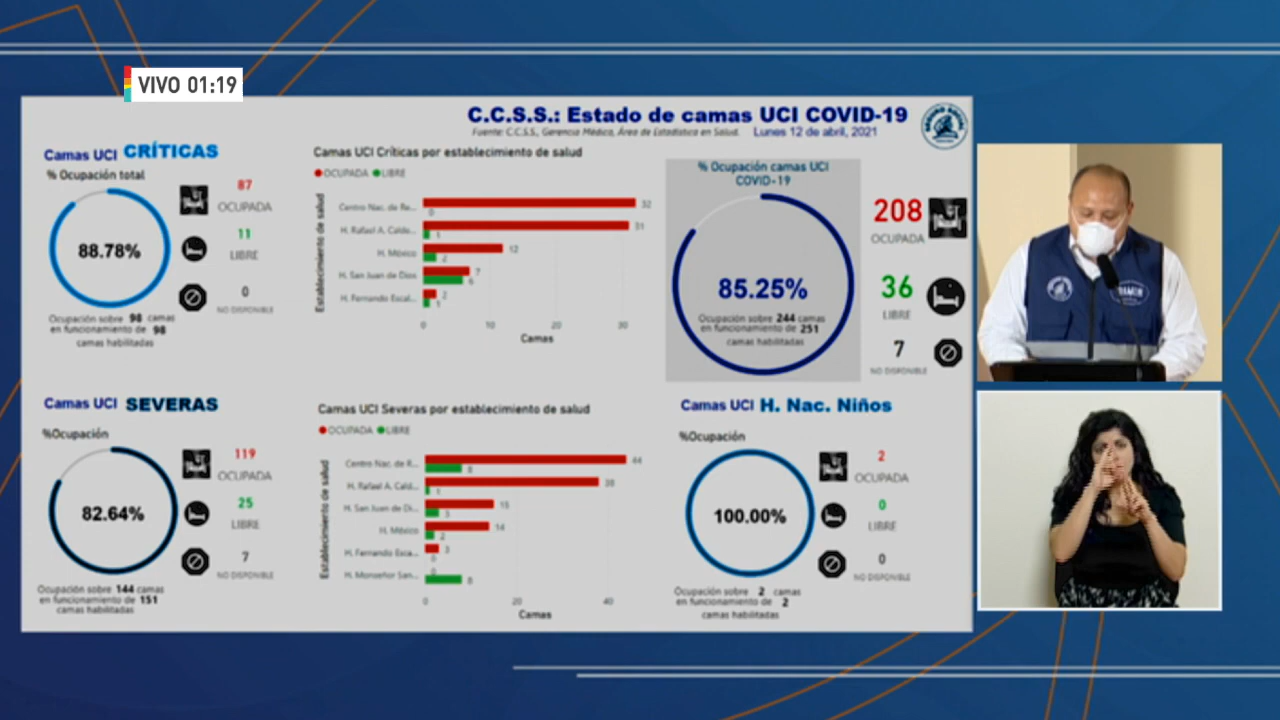 VIVO 01:19
C.C.S.S.: Estado de camas UCI COVID-19
Fuente: C.C.S.S., Gerencia Médica, Área de Estadística en Salud. Lunes 12 de abril, 2021
Camas UCI CRÍTICAS
% Ocupación total
88.78%
87
OCUPADA
11
LIBRE
0
NO DISPONIBLE
Ocupación sobre 98 camas
en funcionamiento de 98
camas habilitadas
Camas UCI Críticas por establecimiento de salud
OCUPADA LIBRE
Establecimiento de salud
Centro Nac. de Re... 32
0
H. Rafael A. Calde... 31
1
H. México 12
2
H. San Juan de Dios 7
6
H. Fernando Escal... 2
1
0 10 20 30
Camas
% Ocupación camas UCI
COVID-19
85.25%
Ocupación sobre 244 camas
en funcionamiento de 251
camas habilitadas
208
OCUPADA
36
LIBRE
7
NO DISPONIBLE
Camas UCI SEVERAS
%Ocupación
82.64%
119
OCUPADA
25
LIBRE
7
NO DISPONIBLE
Ocupación sobre 144 camas
en funcionamiento de 151
camas habilitadas
Camas UCI Severas por establecimiento de salud
OCUPADA LIBRE
Establecimiento de salud
Centro Nac. de R... 44
8
H. Rafael A. Cald... 38
1
H. San Juan de Di... 15
3
H. México 14
2
H. Fernando Esca... 3
0
H. Monseñor San... 0
8
0 20 40
Camas
Camas UCI H. Nac. Niños
%Ocupación
100.00%
2
OCUPADA
0
LIBRE
0
NO DISPONIBLE
Ocupación sobre 2 camas
en funcionamiento de 2
camas habilitadas